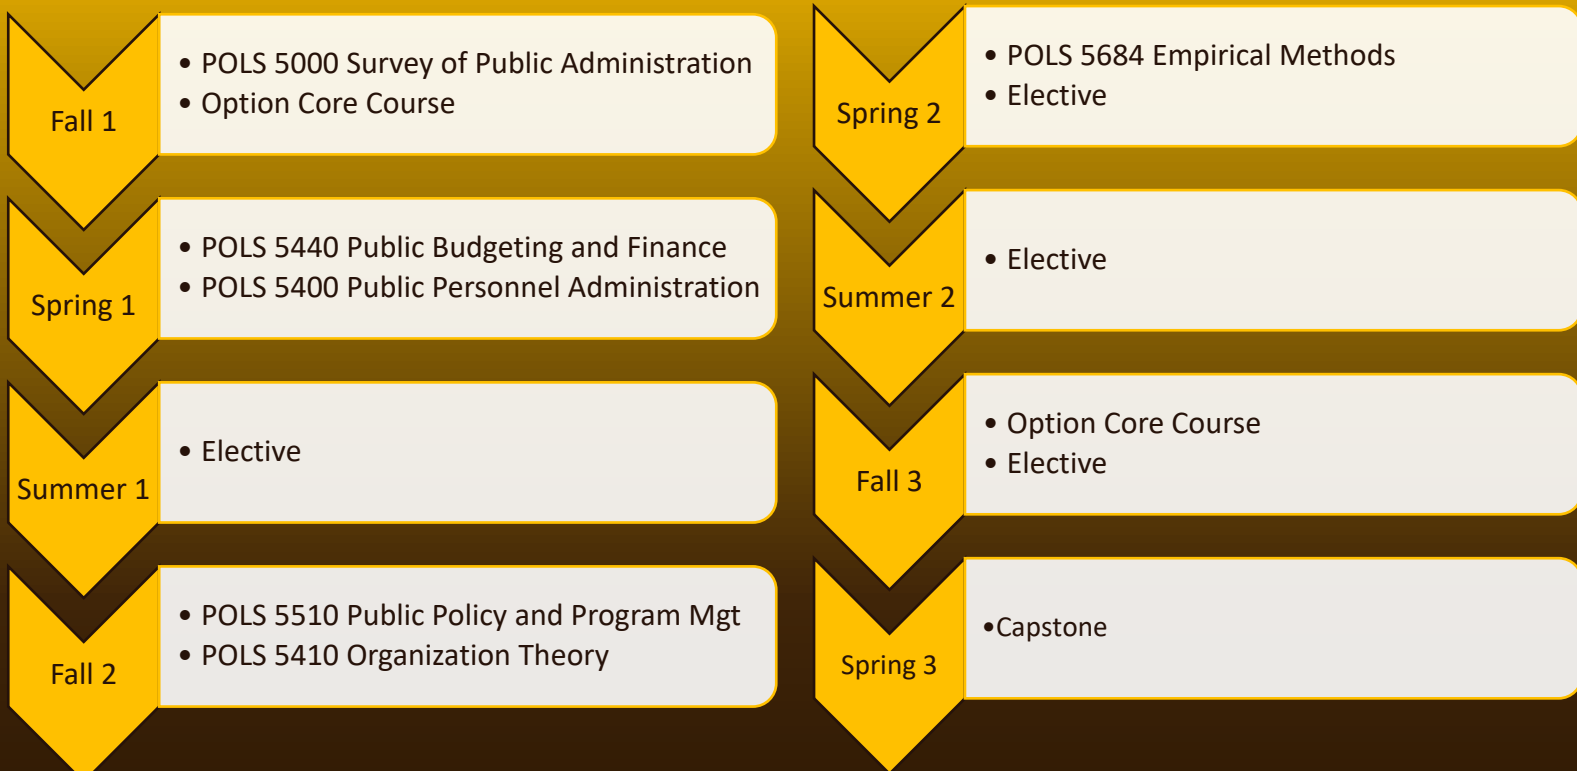 Fall 1
• POLS 5000 Survey of Public Administration
• Option Core Course
Spring 1
• POLS 5440 Public Budgeting and Finance
• POLS 5400 Public Personnel Administration
Summer 1
• Elective
Fall 2
• POLS 5510 Public Policy and Program Mgt
• POLS 5410 Organization Theory
Spring 2
• POLS 5684 Empirical Methods
• Elective
Summer 2
• Elective
Fall 3
• Option Core Course
• Elective
Spring 3
•Capstone